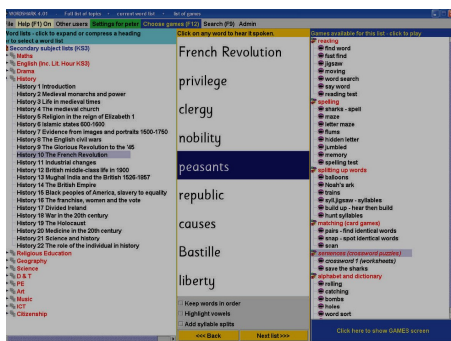 WORDSHARK 4.01 Full list of topics - current word list - list of games
File Help (F1) On Other users Settings for peter Choose games (F12) Search (F9) Admin
Word lists - click to expand or compress a heading
or to select a word list
Secondary subject lists (KS3)
Maths
English (inc. Lit. Hour KS3)
Drama
History
History 1 Introduction
History 2 Medieval monarchs and power
History 3 Life in medieval times
History 4 The medieval church
History 5 Religion in the reign of Elizabeth 1
History 6 Islamic states 600-1600
History 7 Evidence from images and portraits 1500-1750
History 8 The English civil wars
History 9 The Glorious Revolution to the '45
History 10 The French Revolution
History 11 Industrial changes
History 12 British middle-class life in 1900
History 13 Mughal India and the British 1526-1857
History 14 The British Empire
History 15 Black peoples of America, slavery to equality
History 16 The franchise, women and the vote
History 17 Divided Ireland
History 18 War in the 20th century
History 19 The Holocaust
History 20 Medicine in the 20th century
History 21 Science and history
History 22 The role of the individual in history
Religious Education
Geography
Science
D & T
PE
Art
Music
ICT
Citizenship
Click on any word to hear it spoken.
French Revolution
privilege
clergy
nobility
peasants
republic
causes
Bastille
liberty
Keep words in order
Highlight vowels
Add syllable splits
<<< Back Next list >>>
Games available for this list - click to play
reading
find word
fast find
jigsaw
moving
word search
say word
reading test
spelling
sharks - spell
maze
letter maze
flums
hidden letter
jumbled
memory
spelling test
splitting up words
balloons
Noah's ark
trains
syll.jigsaw - syllables
build up - hear then build
hunt syllables
matching (card games)
pairs - find identical words
snap - spot identical words
scan
sentences (crossword puzzles)
crossword 1 (worksheets)
save the sharks
alphabet and dictionary
rolling
catching
bombs
holes
word sort
Click here to show GAMES screen